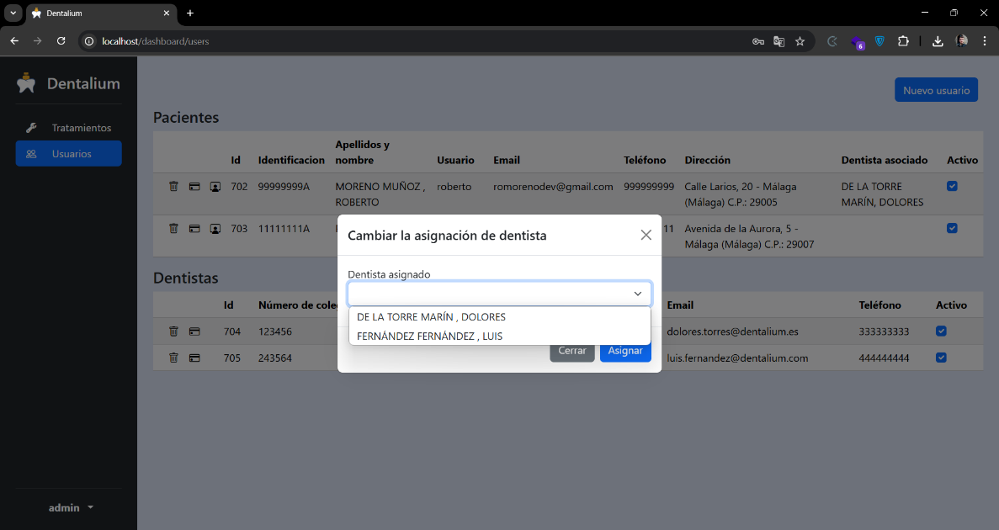 Dentalium
localhost/dashboard/users
6
Dentalium
Nuevo usuario
Tratamientos
Usuarios
Pacientes
Id Identificacion Apellidos y nombre Usuario Email Teléfono Dirección Dentista asociado Activo
702 99999999A MORENO MUÑOZ , ROBERTO roberto romorenodev@gmail.com 999999999 Calle Larios, 20 - Málaga (Málaga) C.P.: 29005 DE LA TORRE MARÍN, DOLORES
703 11111111A 11 Avenida de la Aurora, 5 - Málaga (Málaga) C.P.: 29007
Cambiar la asignación de dentista
Dentista asignado
DE LA TORRE MARÍN , DOLORES
FERNÁNDEZ FERNÁNDEZ , LUIS
Cerrar Asignar
Dentistas
Id Número de cole Email Teléfono Activo
704 123456 dolores.torres@dentalium.es 333333333
705 243564 luis.fernandez@dentalium.com 444444444
admin